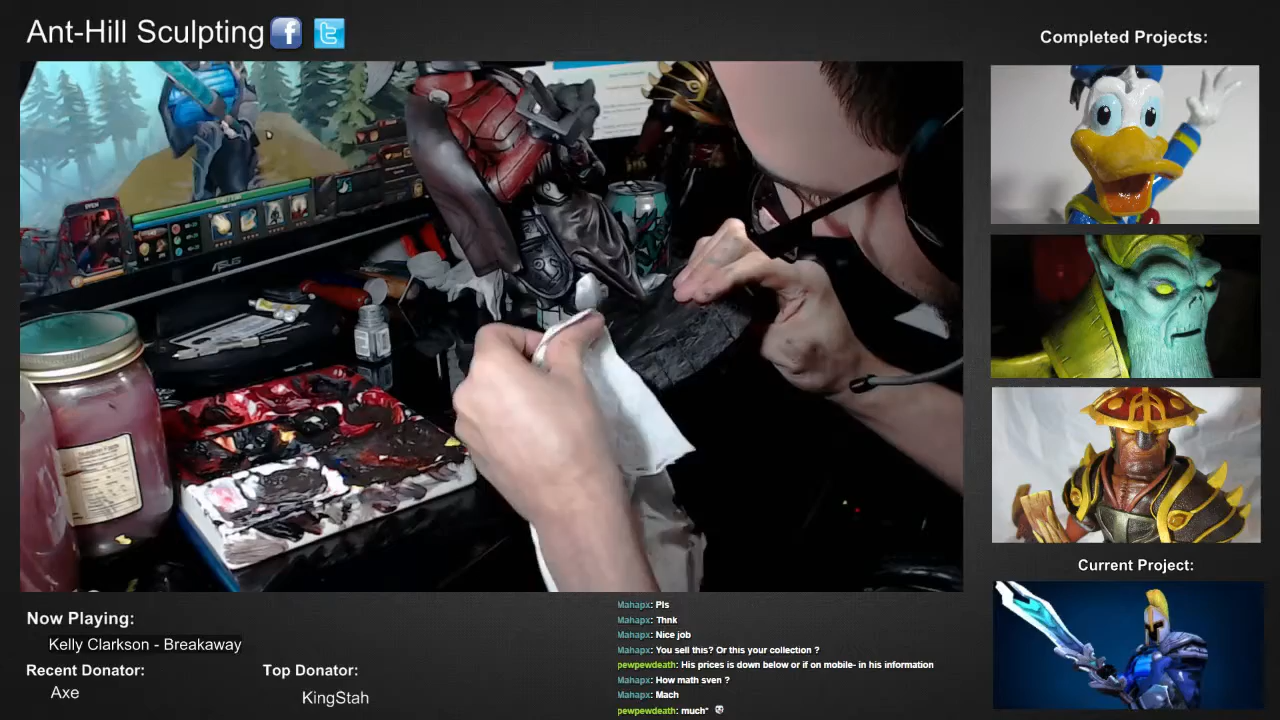 Ant-Hill Sculpting
Completed Projects:
SVEN
ASUS
Current Project:
Now Playing:
Kelly Clarkson - Breakaway
Recent Donator:
Axe
Top Donator:
KingStah
Mahapx: Pls
Mahapx: Thnk
Mahapx: Nice job
Mahapx: You sell this? Or this your collection ?
pewpewdeath: His prices is down below or if on mobile- in his information
Mahapx: How math sven ?
Mahapx: Mach
pewpewdeath: much*